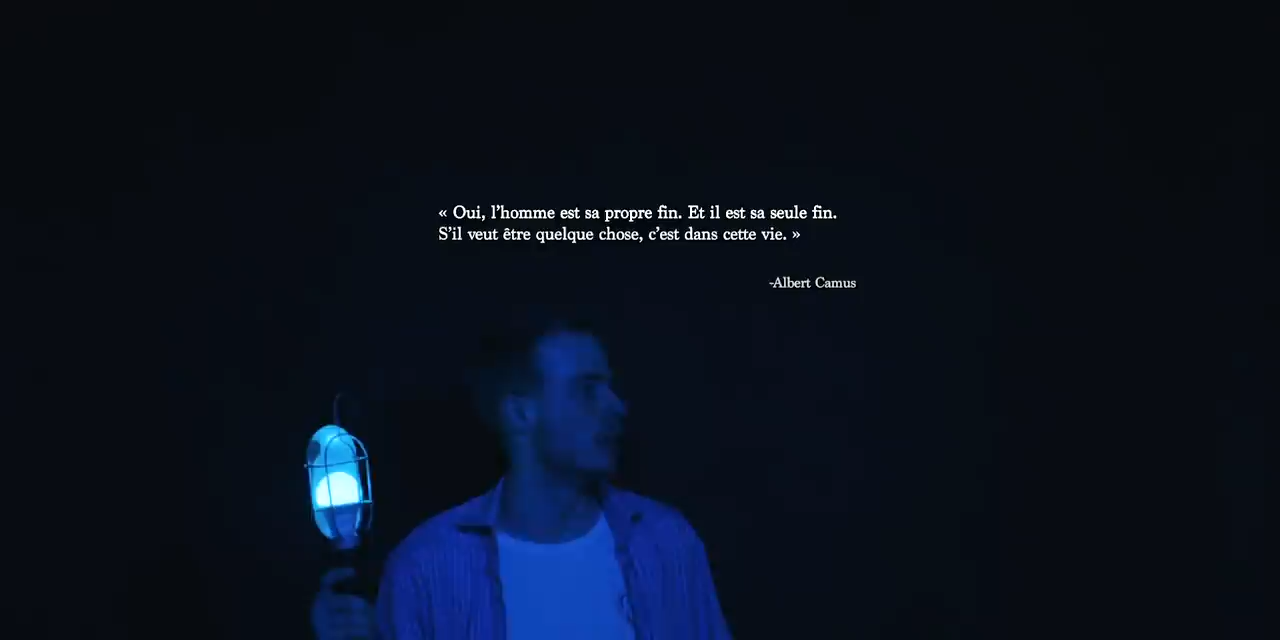 « Oui, l'homme est sa propre fin. Et il est sa seule fin.
S'il veut être quelque chose, c'est dans cette vie. »
-Albert Camus